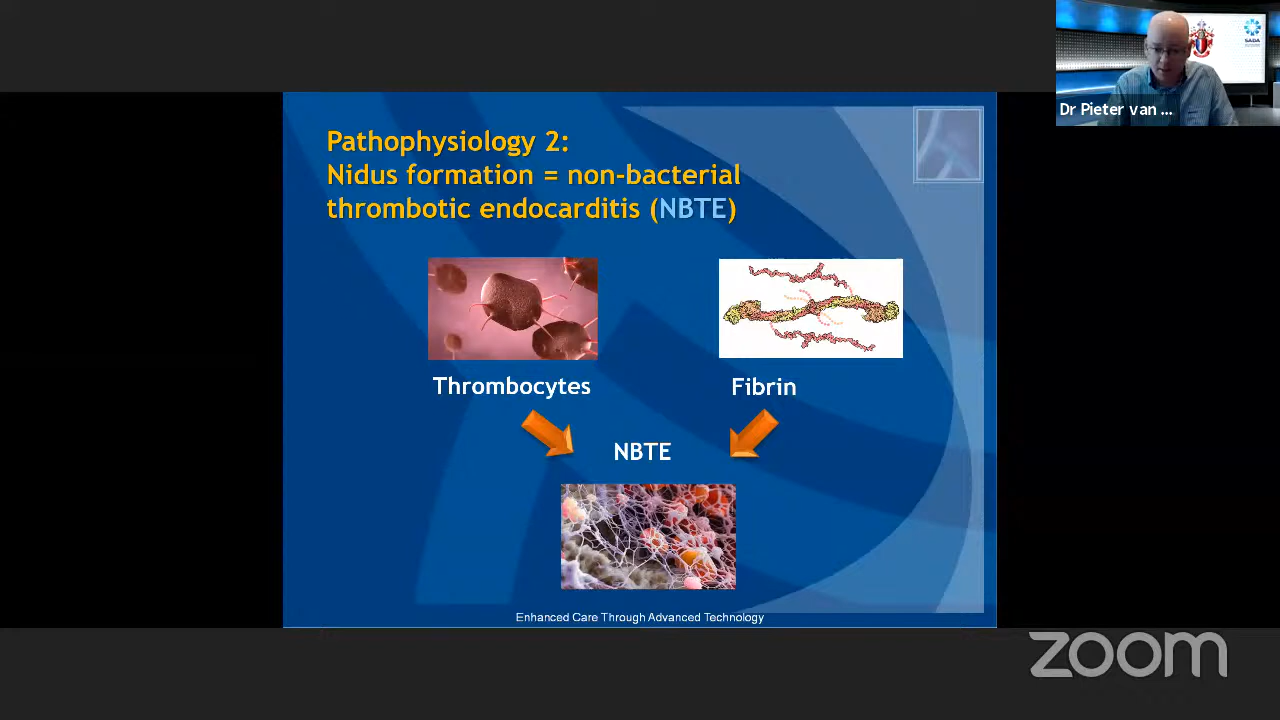 SADA
Dr Pieter van ...
Pathophysiology 2:
Nidus formation = non-bacterial
thrombotic endocarditis (NBTE)
Thrombocytes
Fibrin
NBTE
Enhanced Care Through Advanced Technology
zoom